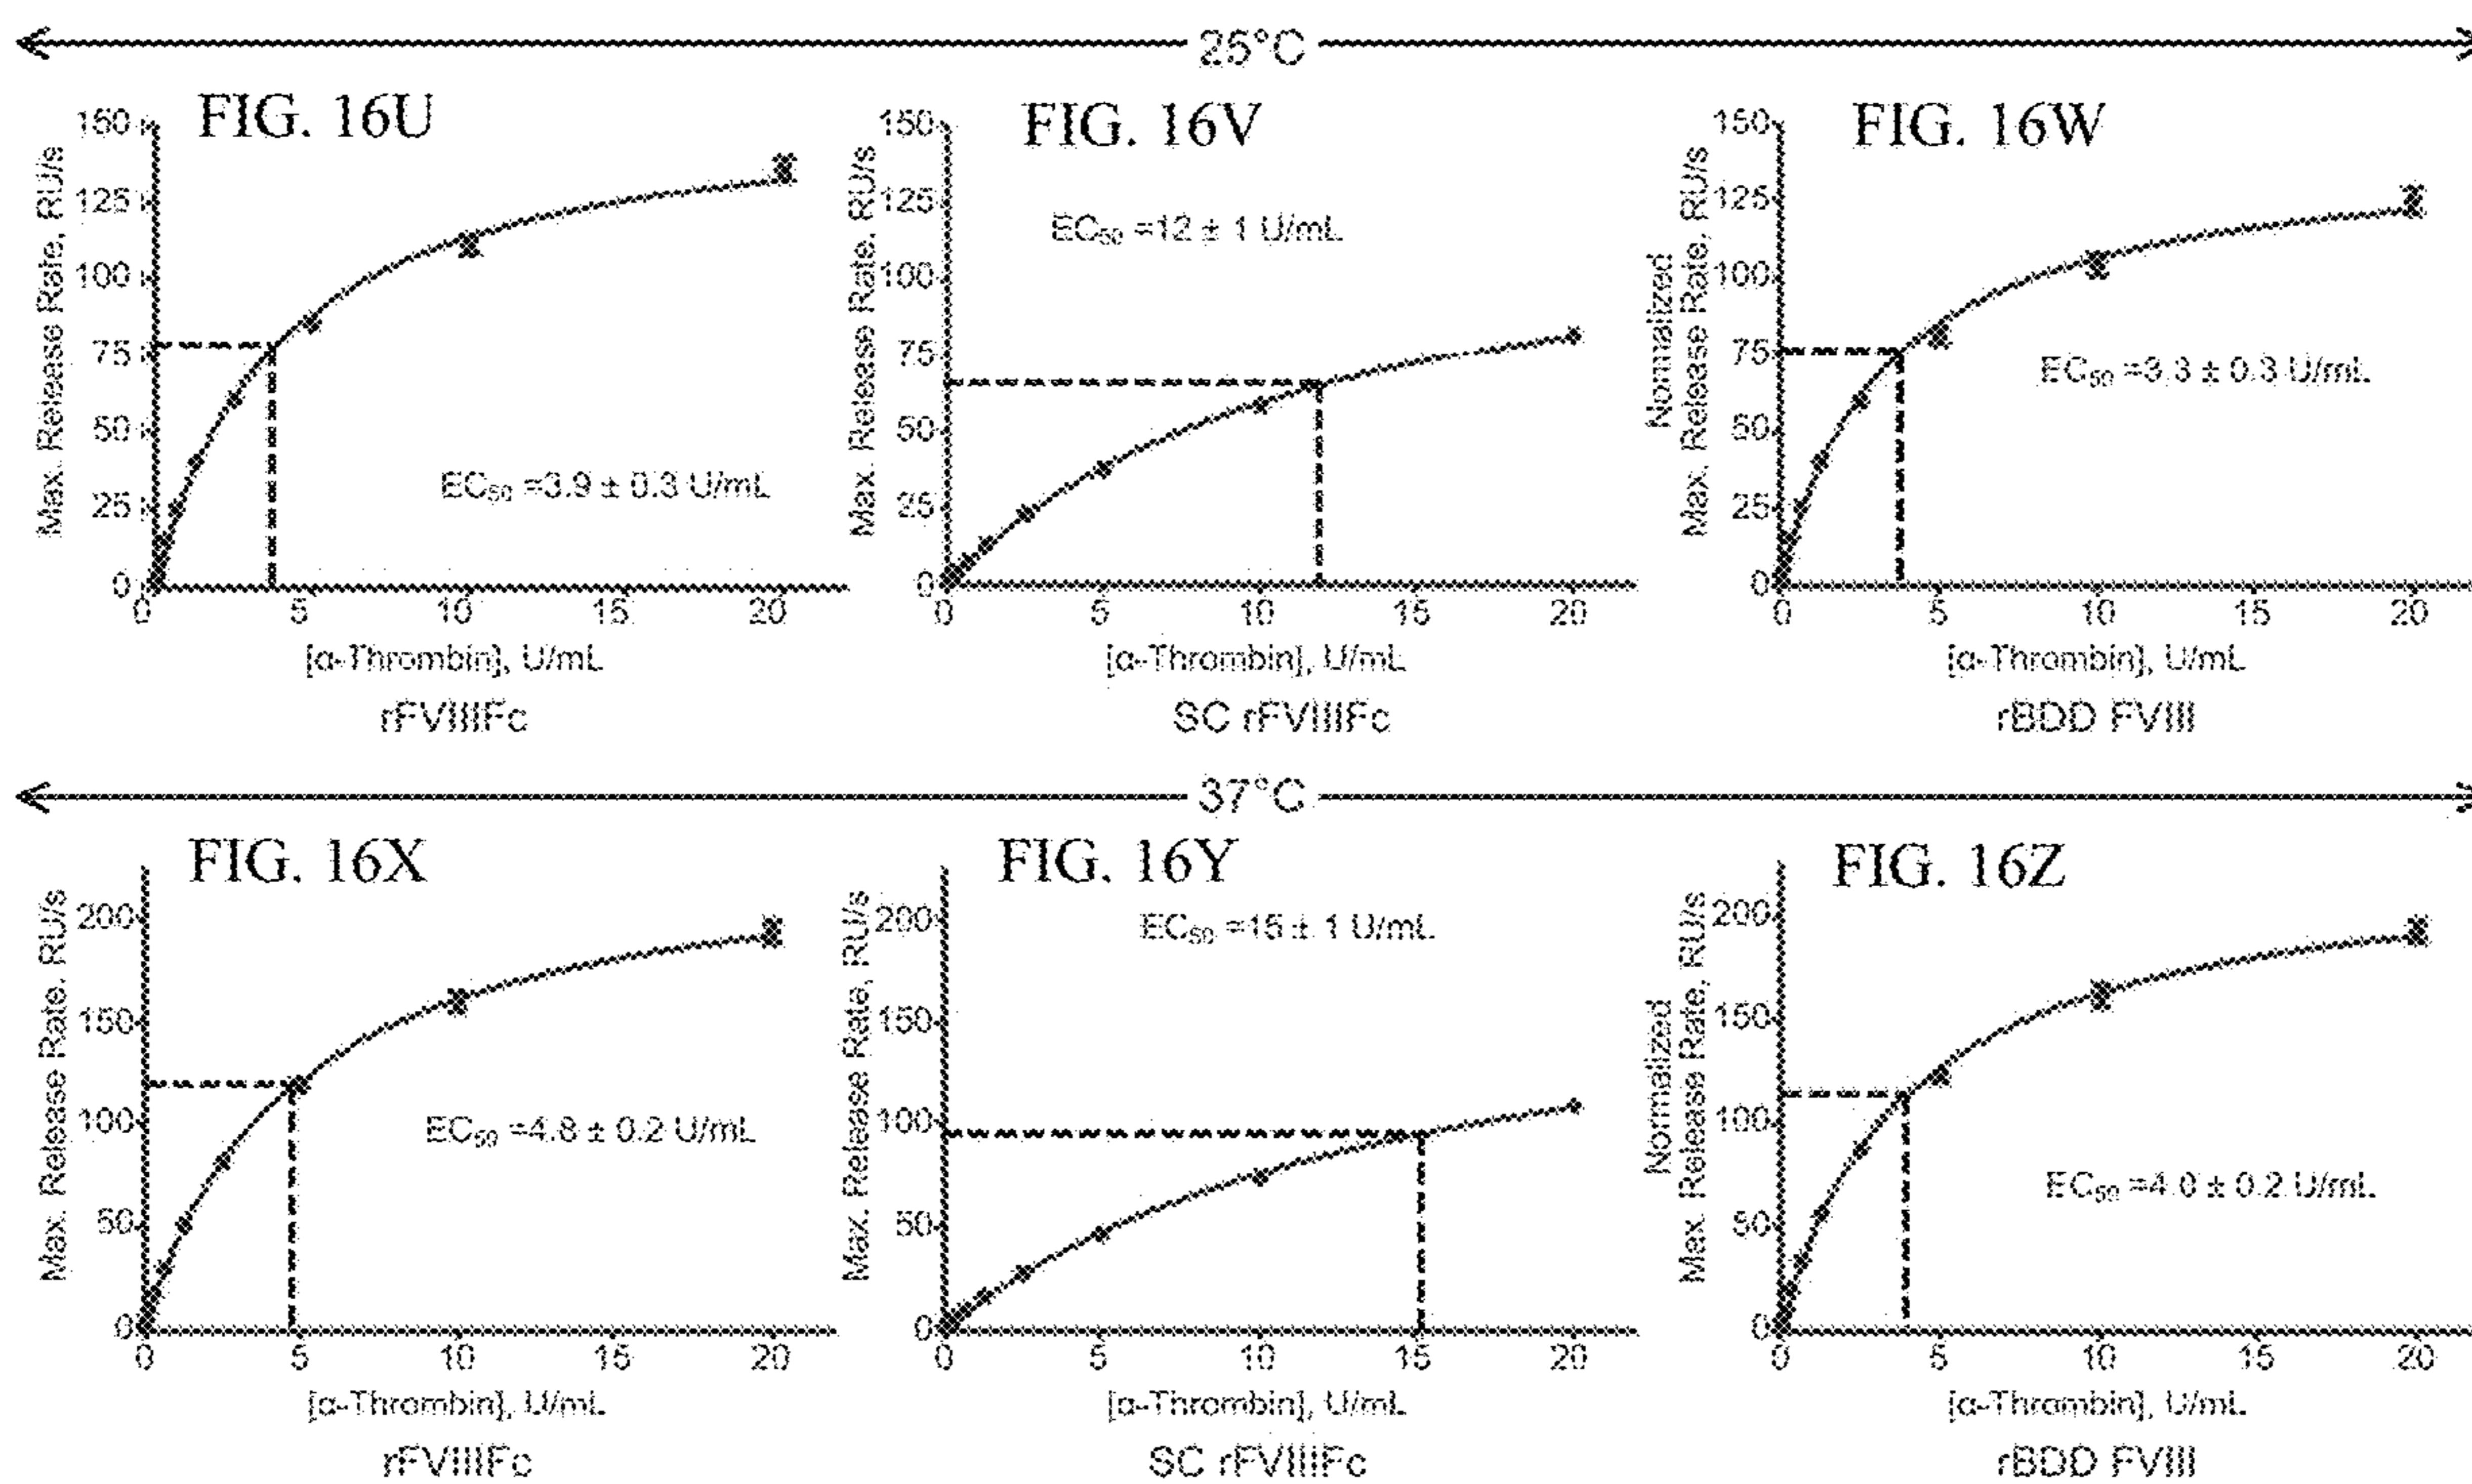 25°C
FIG. 16U
150
125
100
75
50
25
0
Max. Release Rate, RU/s
EC₅₀ =3.9 ± 0.3 U/mL
0 5 10 15 20
[α-Thrombin], U/mL
rFVIIIFc
FIG. 16V
150
125
100
75
50
25
0
Max. Release Rate, RU/s
EC₅₀ =12 ± 1 U/mL
0 5 10 15 20
[α-Thrombin], U/mL
SC rFVIIIFc
FIG. 16W
150
125
100
75
50
25
0
Normalized
Max. Release Rate, RU/s
EC₅₀ =3.8 ± 0.3 U/mL
0 5 10 15 20
[α-Thrombin], U/mL
rBDD FVIII
37°C
FIG. 16X
200
150
100
50
0
Max. Release Rate, RU/s
EC₅₀ =4.8 ± 0.2 U/mL
0 5 10 15 20
[α-Thrombin], U/mL
rFVIIIFc
FIG. 16Y
200
150
100
50
0
Max. Release Rate, RU/s
EC₅₀ =15 ± 1 U/mL
0 5 10 15 20
[α-Thrombin], U/mL
SC rFVIIIFc
FIG. 16Z
200
150
100
50
0
Normalized
Max. Release Rate, RU/s
EC₅₀ =4.0 ± 0.2 U/mL
0 5 10 15 20
[α-Thrombin], U/mL
rBDD FVIII